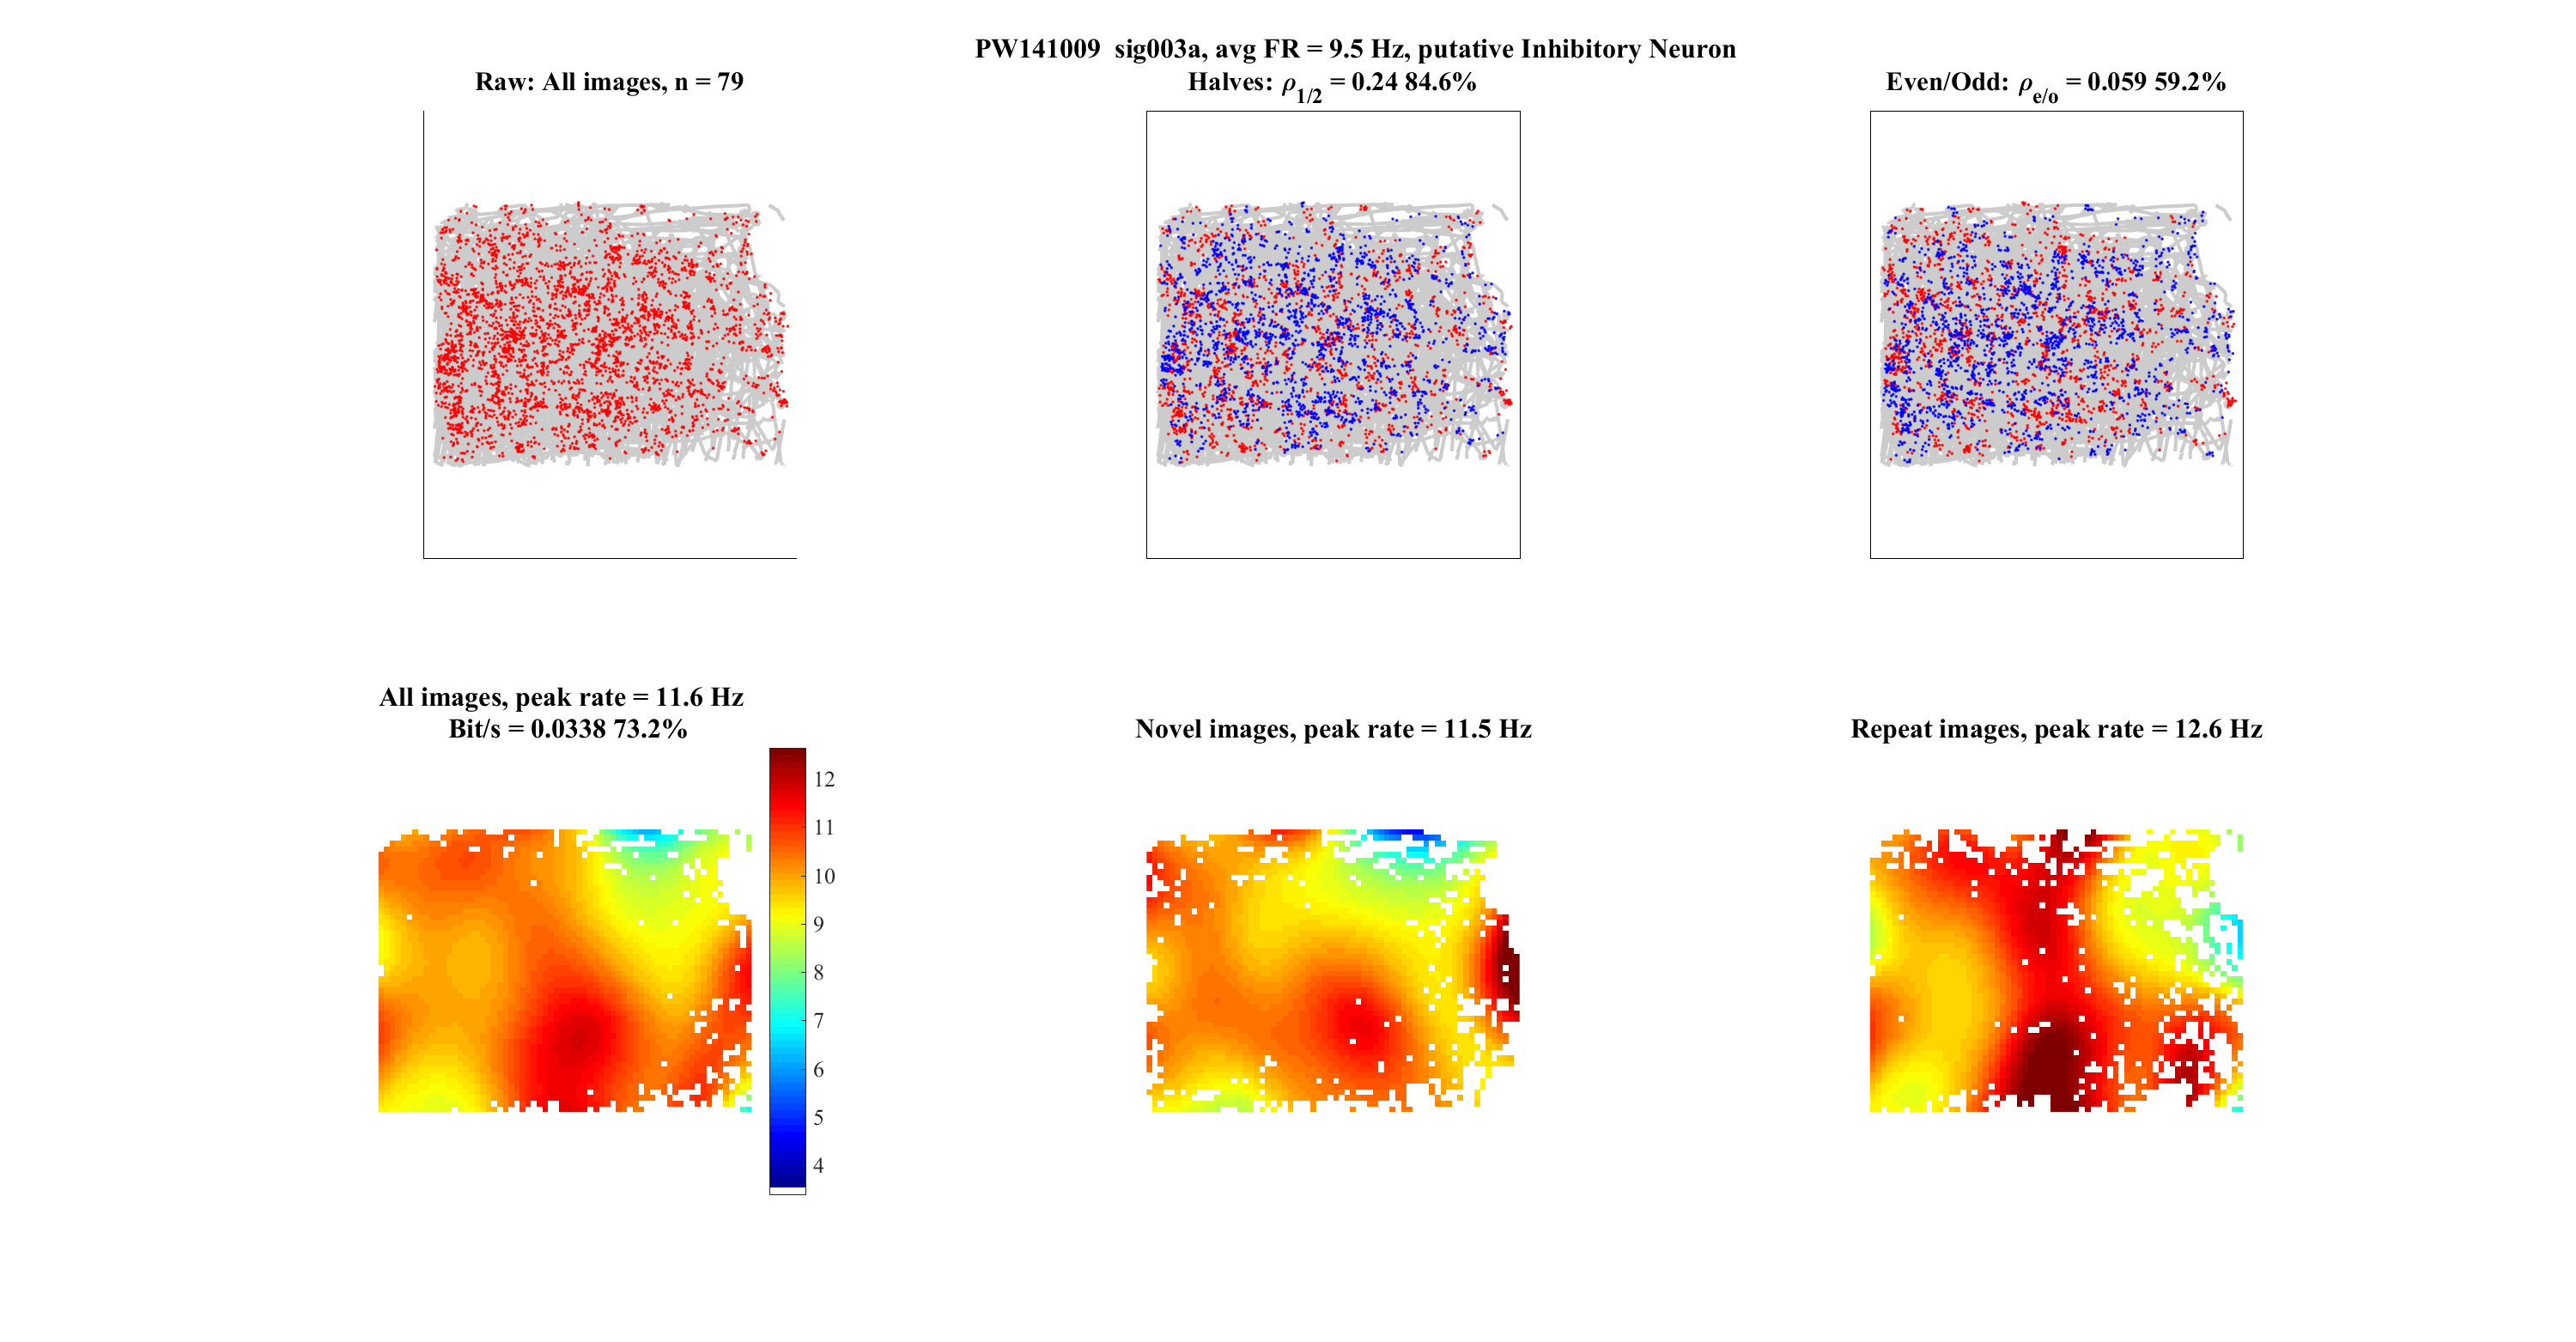 PW141009  sig003a, avg FR = 9.5 Hz, putative Inhibitory Neuron
Raw: All images, n = 79
Halves: ρ1/2 = 0.24 84.6%
Even/Odd: ρe/o = 0.059 59.2%
All images, peak rate = 11.6 Hz
Bit/s = 0.0338 73.2%
Novel images, peak rate = 11.5 Hz
Repeat images, peak rate = 12.6 Hz
12
11
10
9
8
7
6
5
4